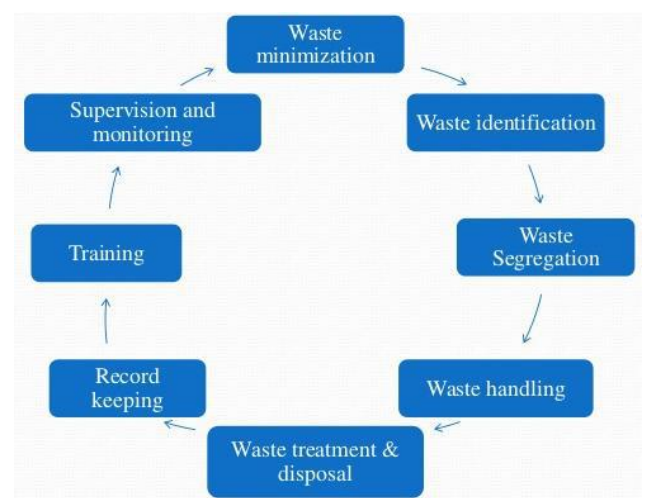 Waste
minimization
Waste identification
Waste
Segregation
Waste handling
Waste treatment &
disposal
Record
keeping
Training
Supervision and
monitoring